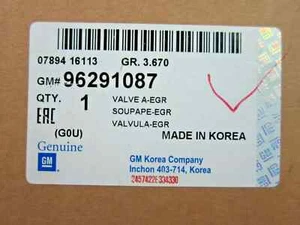 07894 16113 GR. 3.670
GM# 96291087
QTY. 1 VALVE A-EGR
SOUPAPE-EGR
VALVULA-EGR
EAC
(G0U) MADE IN KOREA
Genuine
GM
GM Korea Company
Inchon 403-714, Korea